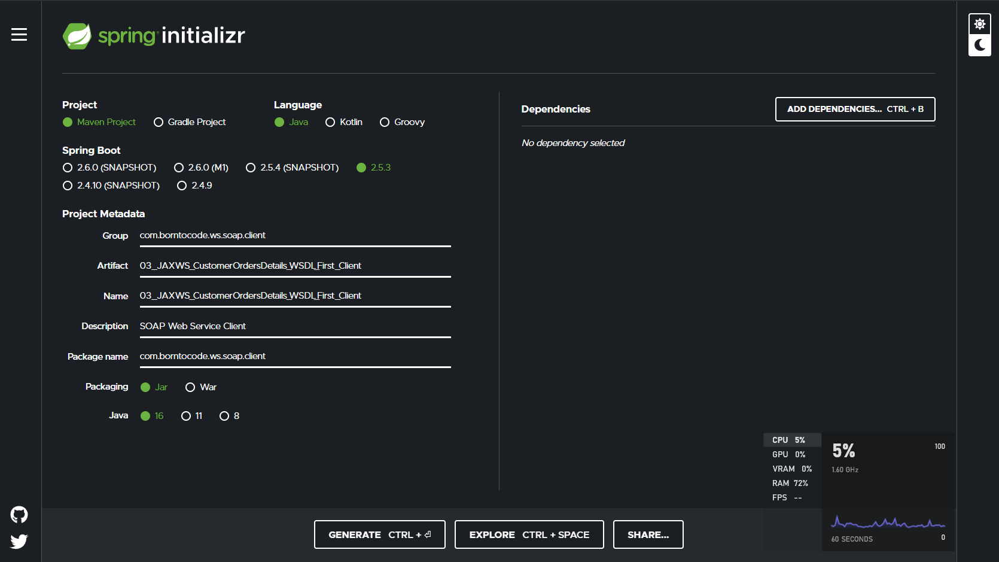 spring initializr
Project
Maven Project Gradle Project
Language
Java Kotlin Groovy
Spring Boot
2.6.0 (SNAPSHOT) 2.6.0 (M1) 2.5.4 (SNAPSHOT) 2.5.3
2.4.10 (SNAPSHOT) 2.4.9
Project Metadata
Group com.borntocode.ws.soap.client
Artifact 03_JAXWS_CustomerOrdersDetails_WSDL_First_Client
Name 03_JAXWS_CustomerOrdersDetails_WSDL_First_Client
Description SOAP Web Service Client
Package name com.borntocode.ws.soap.client
Packaging Jar War
Java 16 11 8
Dependencies
ADD DEPENDENCIES... CTRL + B
No dependency selected
CPU 5%
GPU 0%
VRAM 0%
RAM 72%
FPS --
5% 100
1.60 GHz
60 SECONDS 0
GENERATE CTRL + ⏎
EXPLORE CTRL + SPACE
SHARE...